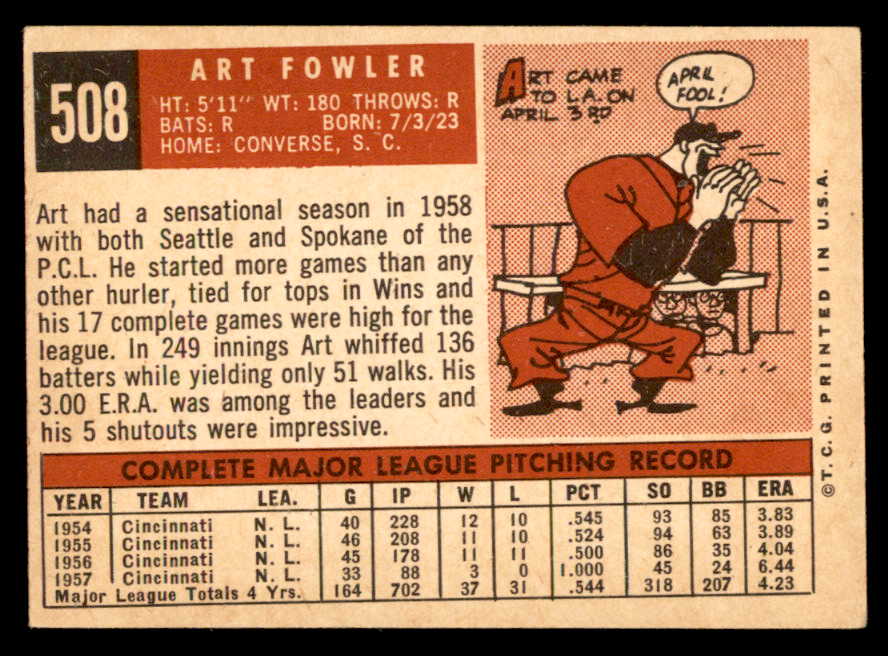 508
ART FOWLER
HT: 5'11" WT: 180 THROWS: R
BATS: R BORN: 7/3/23
HOME: CONVERSE, S. C.
ART CAME
TO L.A. ON
APRIL 3RD
APRIL
FOOL!
Art had a sensational season in 1958
with both Seattle and Spokane of the
P.C.L. He started more games than any
other hurler, tied for tops in Wins and
his 17 complete games were high for the
league. In 249 innings Art whiffed 136
batters while yielding only 51 walks. His
3.00 E.R.A. was among the leaders and
his 5 shutouts were impressive.
©T.C.G. PRINTED IN U.S.A.
COMPLETE MAJOR LEAGUE PITCHING RECORD
YEAR TEAM LEA. G IP W L PCT SO BB ERA
1954 Cincinnati N. L. 40 228 12 10 .545 93 85 3.83
1955 Cincinnati N. L. 46 208 11 10 .524 94 63 3.89
1956 Cincinnati N. L. 45 178 11 11 .500 86 35 4.04
1957 Cincinnati N. L. 33 88 3 0 1.000 45 24 6.44
Major League Totals 4 Yrs. 164 702 37 31 .544 318 207 4.23